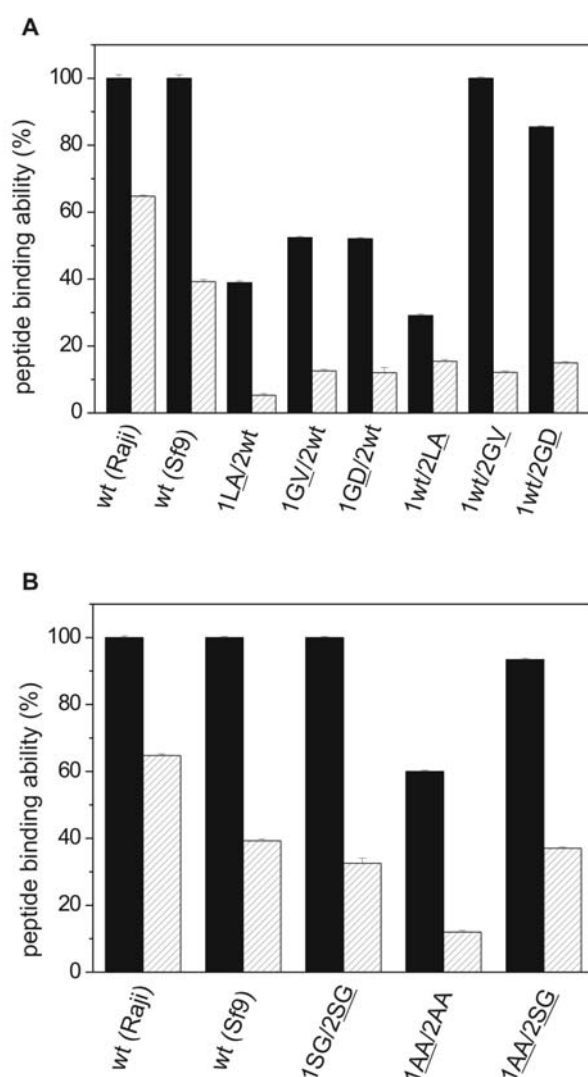 A
peptide binding ability (%)
100
80
60
40
20
0
wt (Raji)
wt (Sf9)
1LA/2wt
1GV/2wt
1GD/2wt
1wt/2LA
1wt/2GV
1wt/2GD
B
peptide binding ability (%)
100
80
60
40
20
0
wt (Raji)
wt (Sf9)
1SG/2SG
1AA/2AA
1AA/2SG